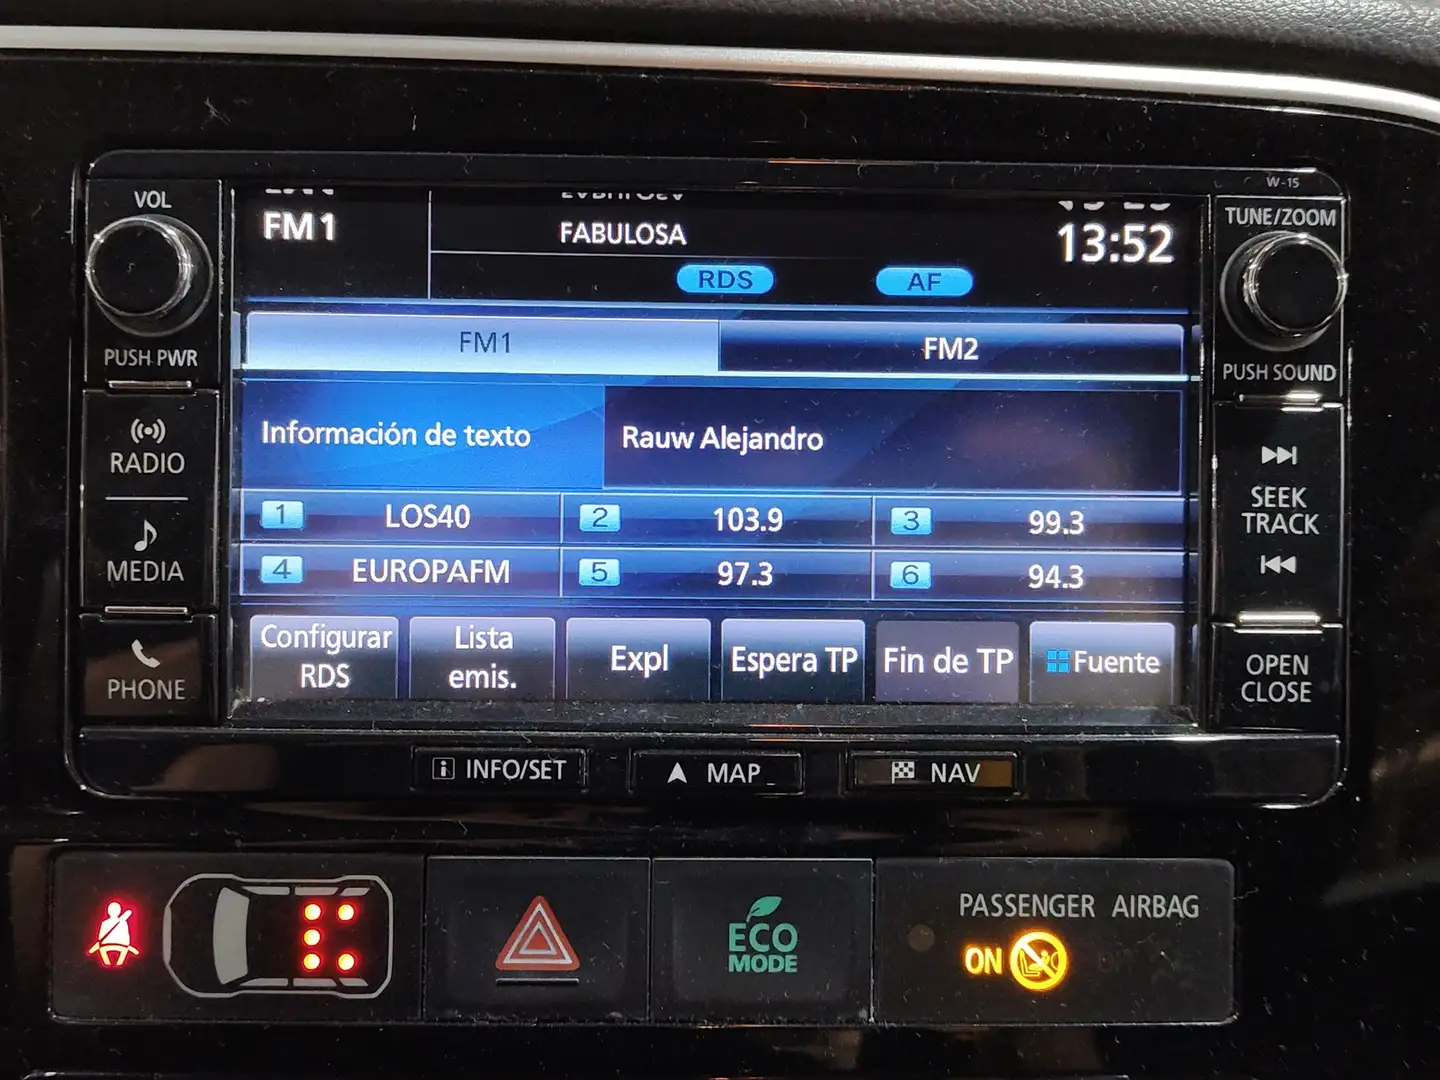 W-15
VOL
TUNE/ZOOM
FM1
FABULOSA
13:52
RDS
AF
PUSH PWR
PUSH SOUND
FM1
FM2
Información de texto
Rauw Alejandro
RADIO
MEDIA
PHONE
SEEK
TRACK
OPEN
CLOSE
1 LOS40
2 103.9
3 99.3
4 EUROPAFM
5 97.3
6 94.3
Configurar
RDS
Lista
emis.
Expl
Espera TP
Fin de TP
Fuente
INFO/SET
MAP
NAV
ECO
MODE
PASSENGER AIRBAG
ON